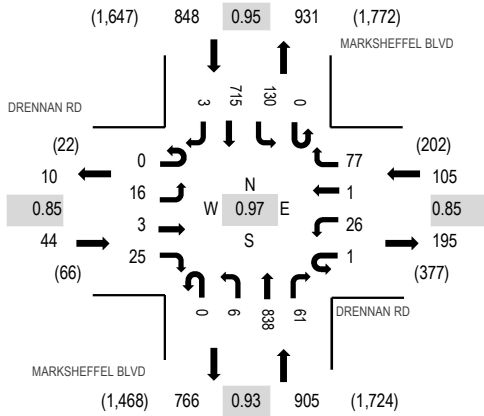 (1,647) 848 0.95 931 (1,772)
MARKSHEFFEL BLVD
DRENNAN RD
3 715 130 0
(22)
(202)
10 0 77 105
16 N 1
0.85 W 0.97 E 0.85
3 S 26
44 195
25 1
(66) (377)
0 6 838 61
DRENNAN RD
MARKSHEFFEL BLVD
(1,468) 766 0.93 905 (1,724)